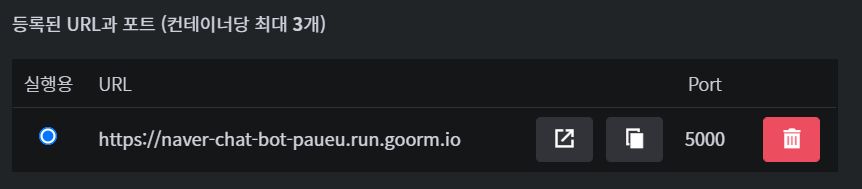 등록된 URL과 포트 (컨테이너당 최대 3개)
실행용 URL Port
https://naver-chat-bot-paueu.run.goorm.io 5000